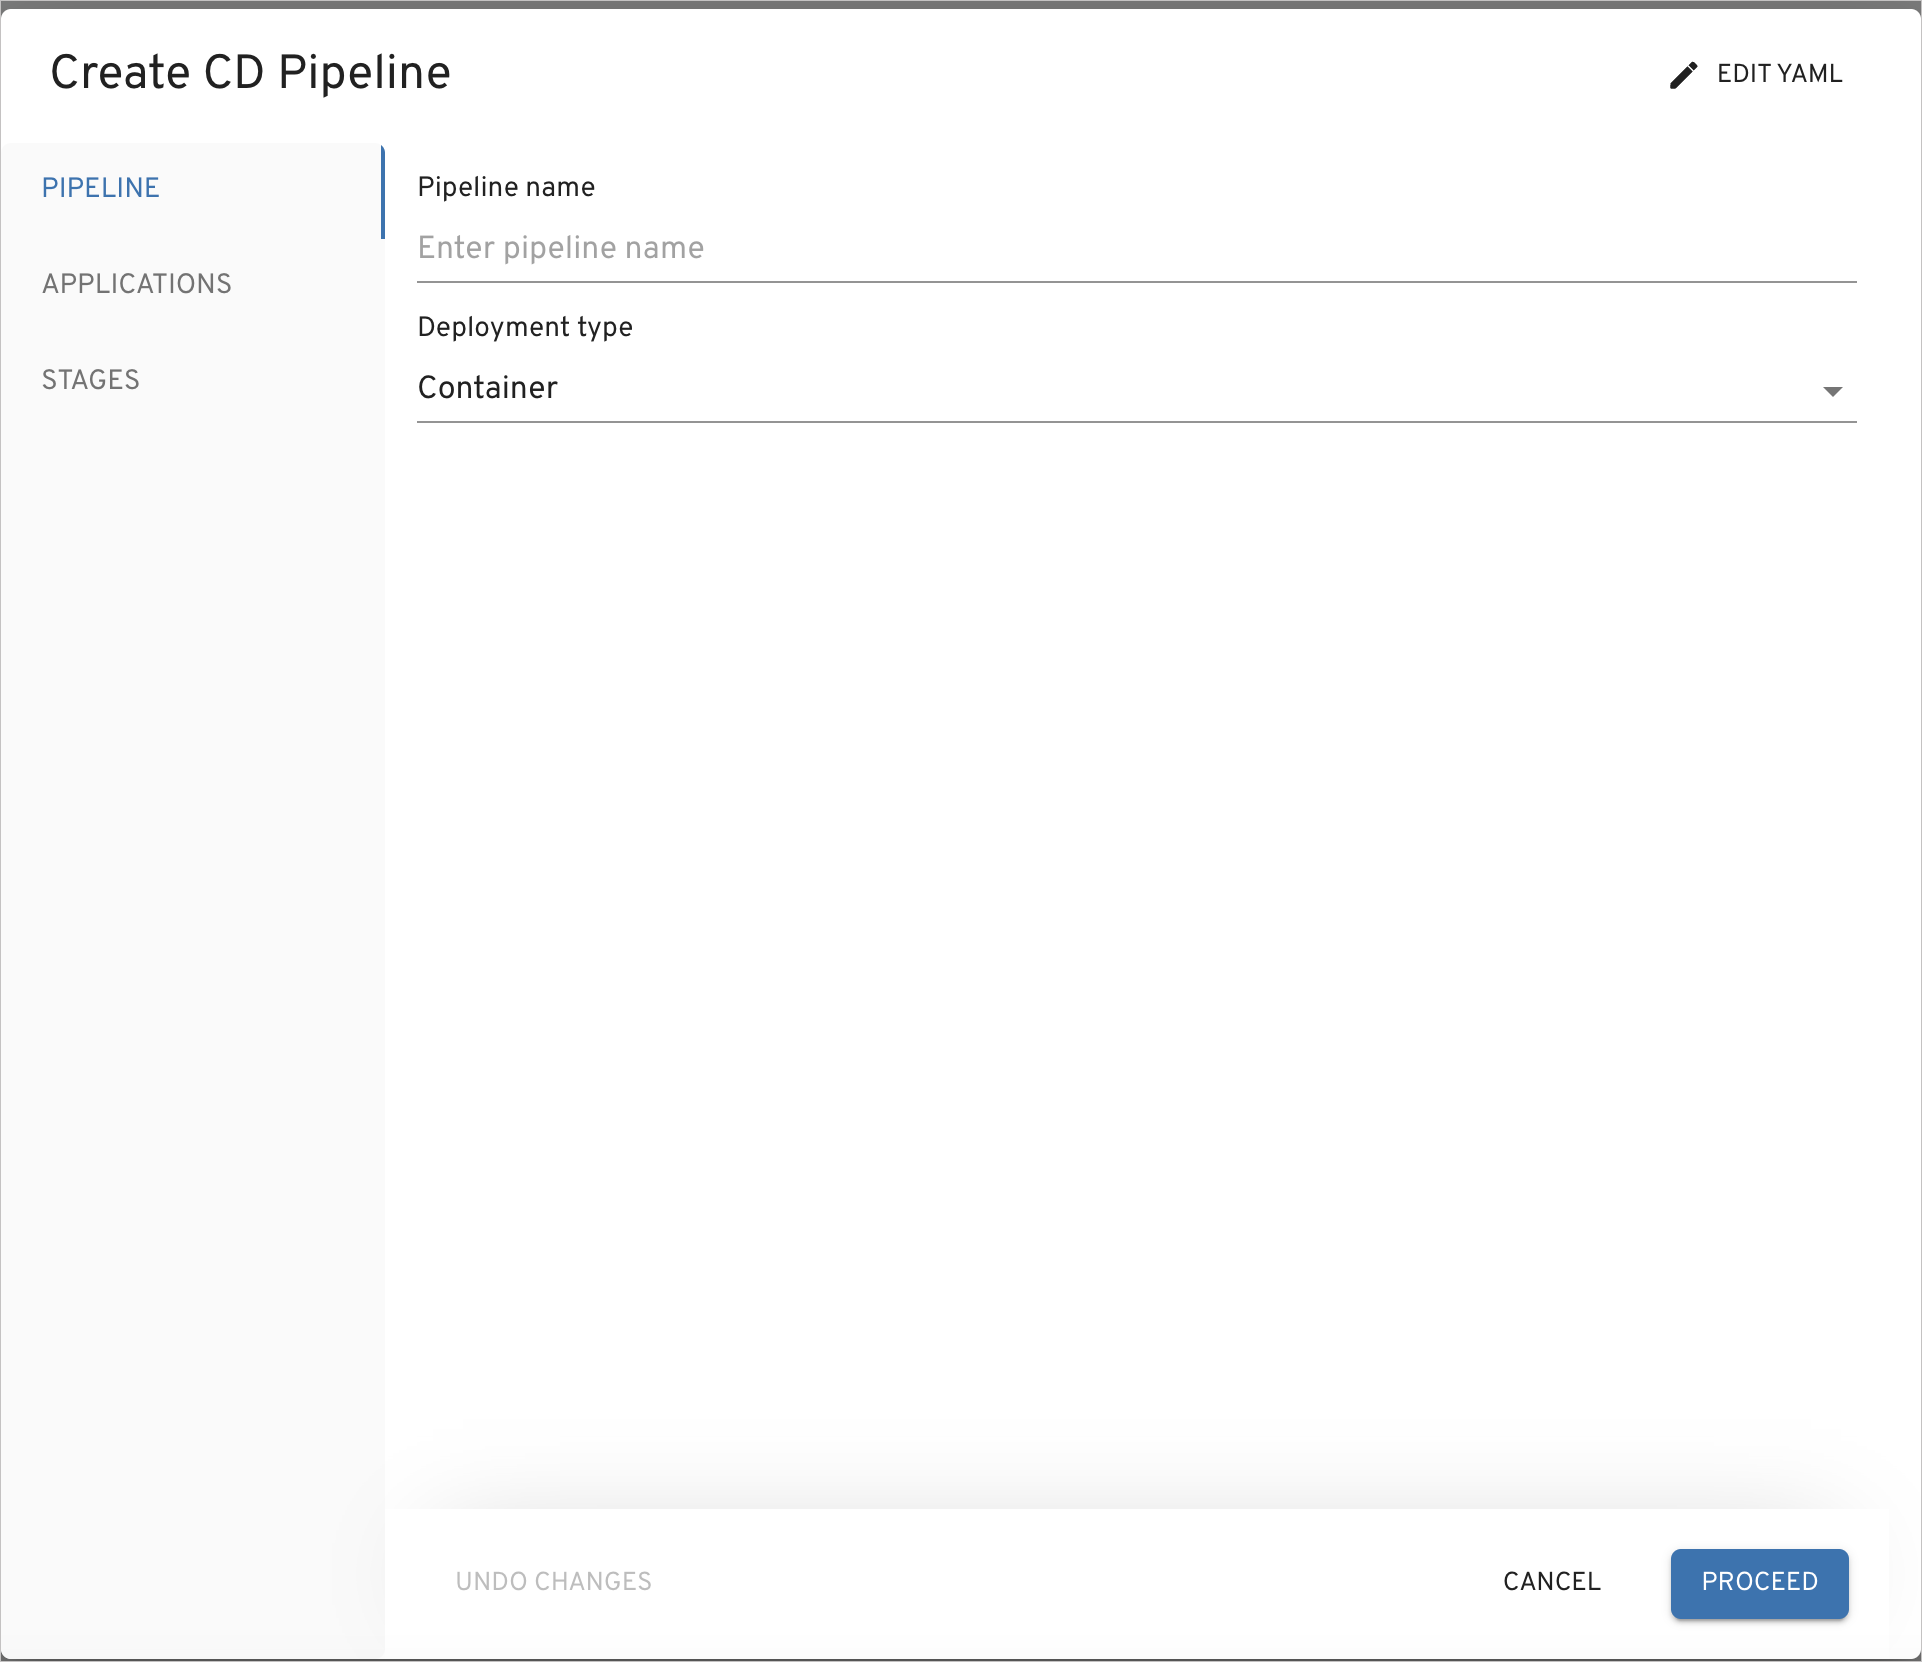 Create CD Pipeline
EDIT YAML
PIPELINE
APPLICATIONS
STAGES
Pipeline name
Enter pipeline name
Deployment type
Container
UNDO CHANGES
CANCEL
PROCEED